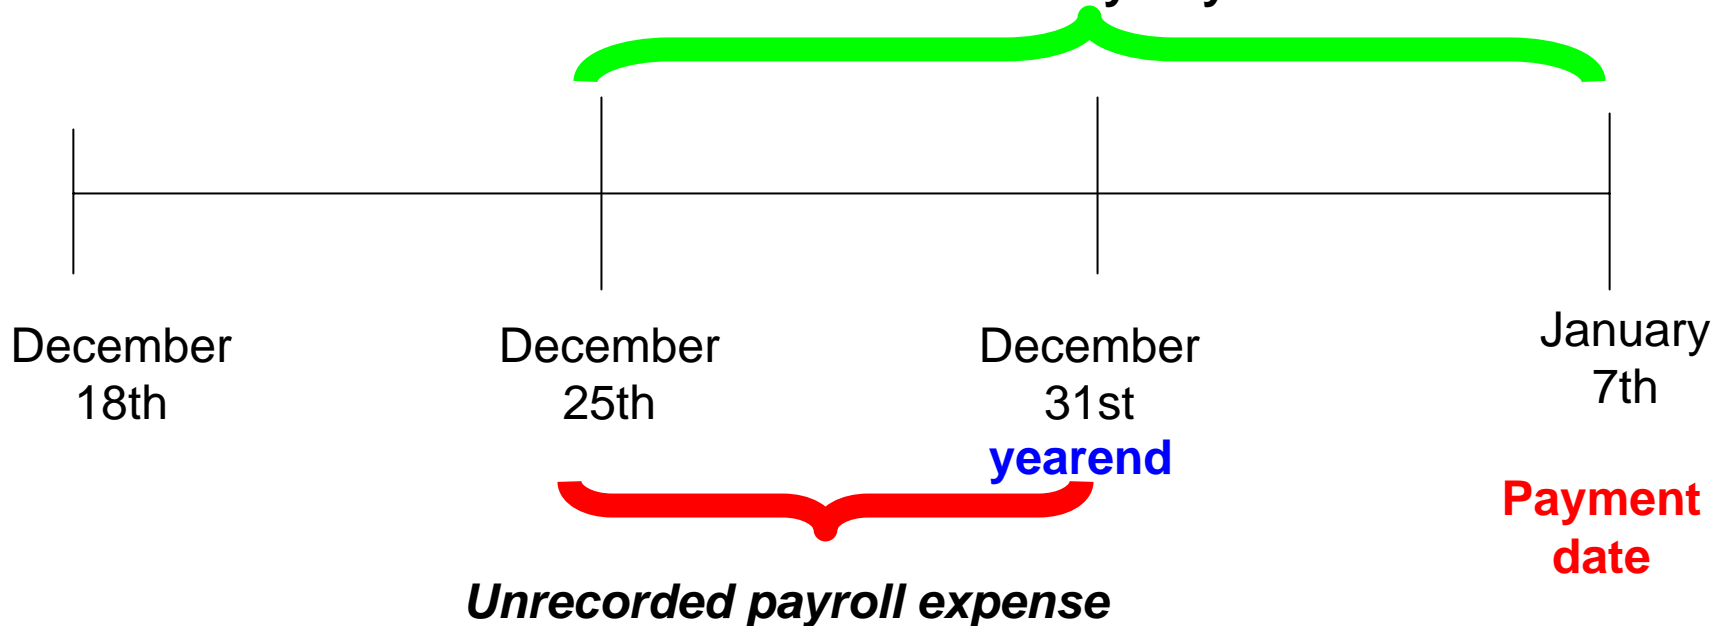 December
18th
December
25th
December
31st
yearend
January
7th
Payment
date
Unrecorded payroll expense